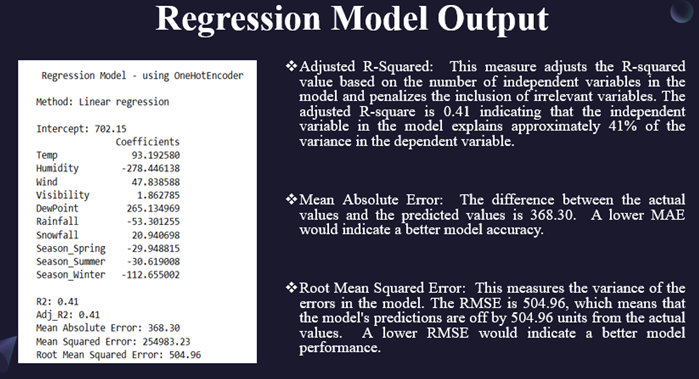 Regression Model Output
Regression Model - using OneHotEncoder
Method: Linear regression
Intercept: 702.15
Coefficients
Temp 93.192580
Humidity -278.446138
Wind 47.838588
Visibility 1.862785
DewPoint 265.134969
Rainfall -53.301255
Snowfall 20.940698
Season_Spring -29.948815
Season_Summer -30.619008
Season_Winter -112.655002
R2: 0.41
Adj_R2: 0.41
Mean Absolute Error: 368.30
Mean Squared Error: 254983.23
Root Mean Squared Error: 504.96
❖Adjusted R-Squared: This measure adjusts the R-squared
value based on the number of independent variables in the
model and penalizes the inclusion of irrelevant variables. The
adjusted R-square is 0.41 indicating that the independent
variable in the model explains approximately 41% of the
variance in the dependent variable.
❖Mean Absolute Error: The difference between the actual
values and the predicted values is 368.30. A lower MAE
would indicate a better model accuracy.
❖Root Mean Squared Error: This measures the variance of the
errors in the model. The RMSE is 504.96, which means that
the model's predictions are off by 504.96 units from the actual
values. A lower RMSE would indicate a better model
performance.